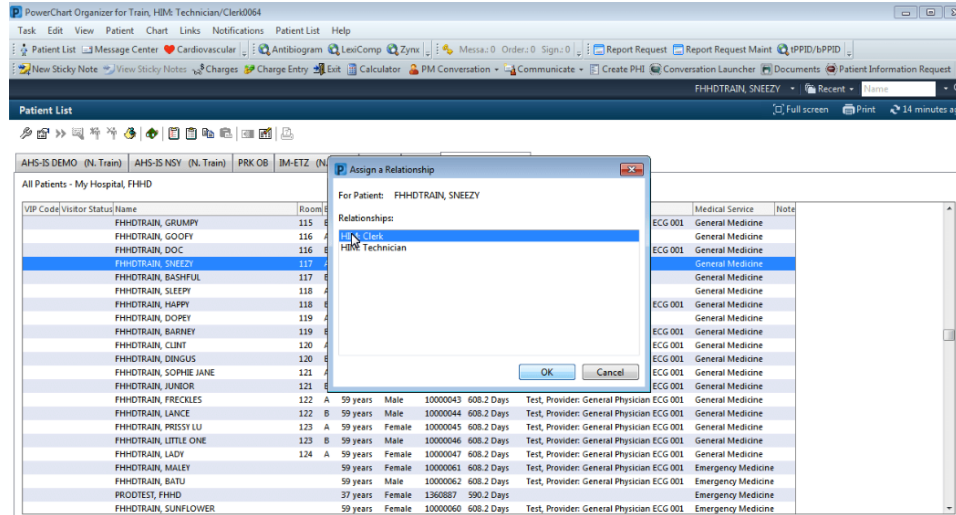 PowerChart Organizer for Train, HIM: Technician/Clerk0064
Task Edit View Patient Chart Links Notifications Patient List Help
Patient List Message Center Cardiovascular Antibiogram LexiComp Zynx Messa.: 0 Order.: 0 Sign.: 0 Report Request Report Request Maint tPPID/bPPID
New Sticky Note View Sticky Notes Charges Charge Entry Exit Calculator PM Conversation Communicate Create PHI Conversation Launcher Documents Patient Information Request
FHHDTRAIN, SNEEZY Recent Name
Patient List Full screen Print 14 minutes
AHS-IS DEMO (N. Train) AHS-IS NSY (N. Train) PRK OB IM-ETZ
All Patients - My Hospital, FHHD
Assign a Relationship
For Patient: FHHDTRAIN, SNEEZY
Relationships:
Clerk
HIM: Technician
OK Cancel
VIP Code Visitor Status Name Room Medical Service Note
FHHDTRAIN, GRUMPY 115 ECG 001 General Medicine
FHHDTRAIN, GOOFY 116 General Medicine
FHHDTRAIN, DOC 116 ECG 001 General Medicine
FHHDTRAIN, SNEEZY 117 General Medicine
FHHDTRAIN, BASHFUL 117 General Medicine
FHHDTRAIN, SLEEPY 118 General Medicine
FHHDTRAIN, HAPPY 118 ECG 001 General Medicine
FHHDTRAIN, DOPEY 119 General Medicine
FHHDTRAIN, BARNEY 119 ECG 001 General Medicine
FHHDTRAIN, CLINT 120 ECG 001 General Medicine
FHHDTRAIN, DINGUS 120 ECG 001 General Medicine
FHHDTRAIN, SOPHIE JANE 121 ECG 001 General Medicine
FHHDTRAIN, JUNIOR 121 ECG 001 General Medicine
FHHDTRAIN, FRECKLES 122 A 59 years Male 10000043 608.2 Days Test, Provider: General Physician ECG 001 General Medicine
FHHDTRAIN, LANCE 122 B 59 years Male 10000044 608.2 Days Test, Provider: General Physician ECG 001 General Medicine
FHHDTRAIN, PRISSY LU 123 A 59 years Female 10000045 608.2 Days Test, Provider: General Physician ECG 001 General Medicine
FHHDTRAIN, LITTLE ONE 123 B 59 years Male 10000046 608.2 Days Test, Provider: General Physician ECG 001 General Medicine
FHHDTRAIN, LADY 124 A 59 years Female 10000047 608.2 Days Test, Provider: General Physician ECG 001 General Medicine
FHHDTRAIN, MALEY 59 years Female 10000061 608.2 Days Test, Provider: General Physician ECG 001 Emergency Medicine
FHHDTRAIN, BATU 59 years Male 10000062 608.2 Days Test, Provider: General Physician ECG 001 Emergency Medicine
PRODTEST, FHHD 37 years Female 1360887 590.2 Days Emergency Medicine
FHHDTRAIN, SUNFLOWER 59 years Female 10000060 608.2 Days Test, Provider: General Physician ECG 001 Emergency Medicine